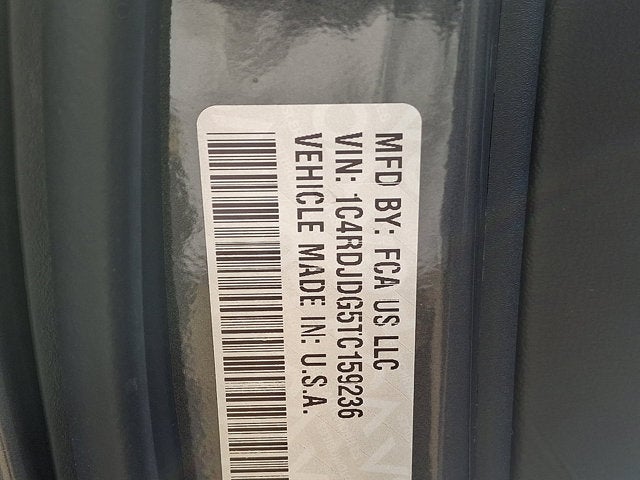 MFD BY: FCA US LLC
VIN: 1C4RDJDG5TC159236
VEHICLE MADE IN: U.S.A.